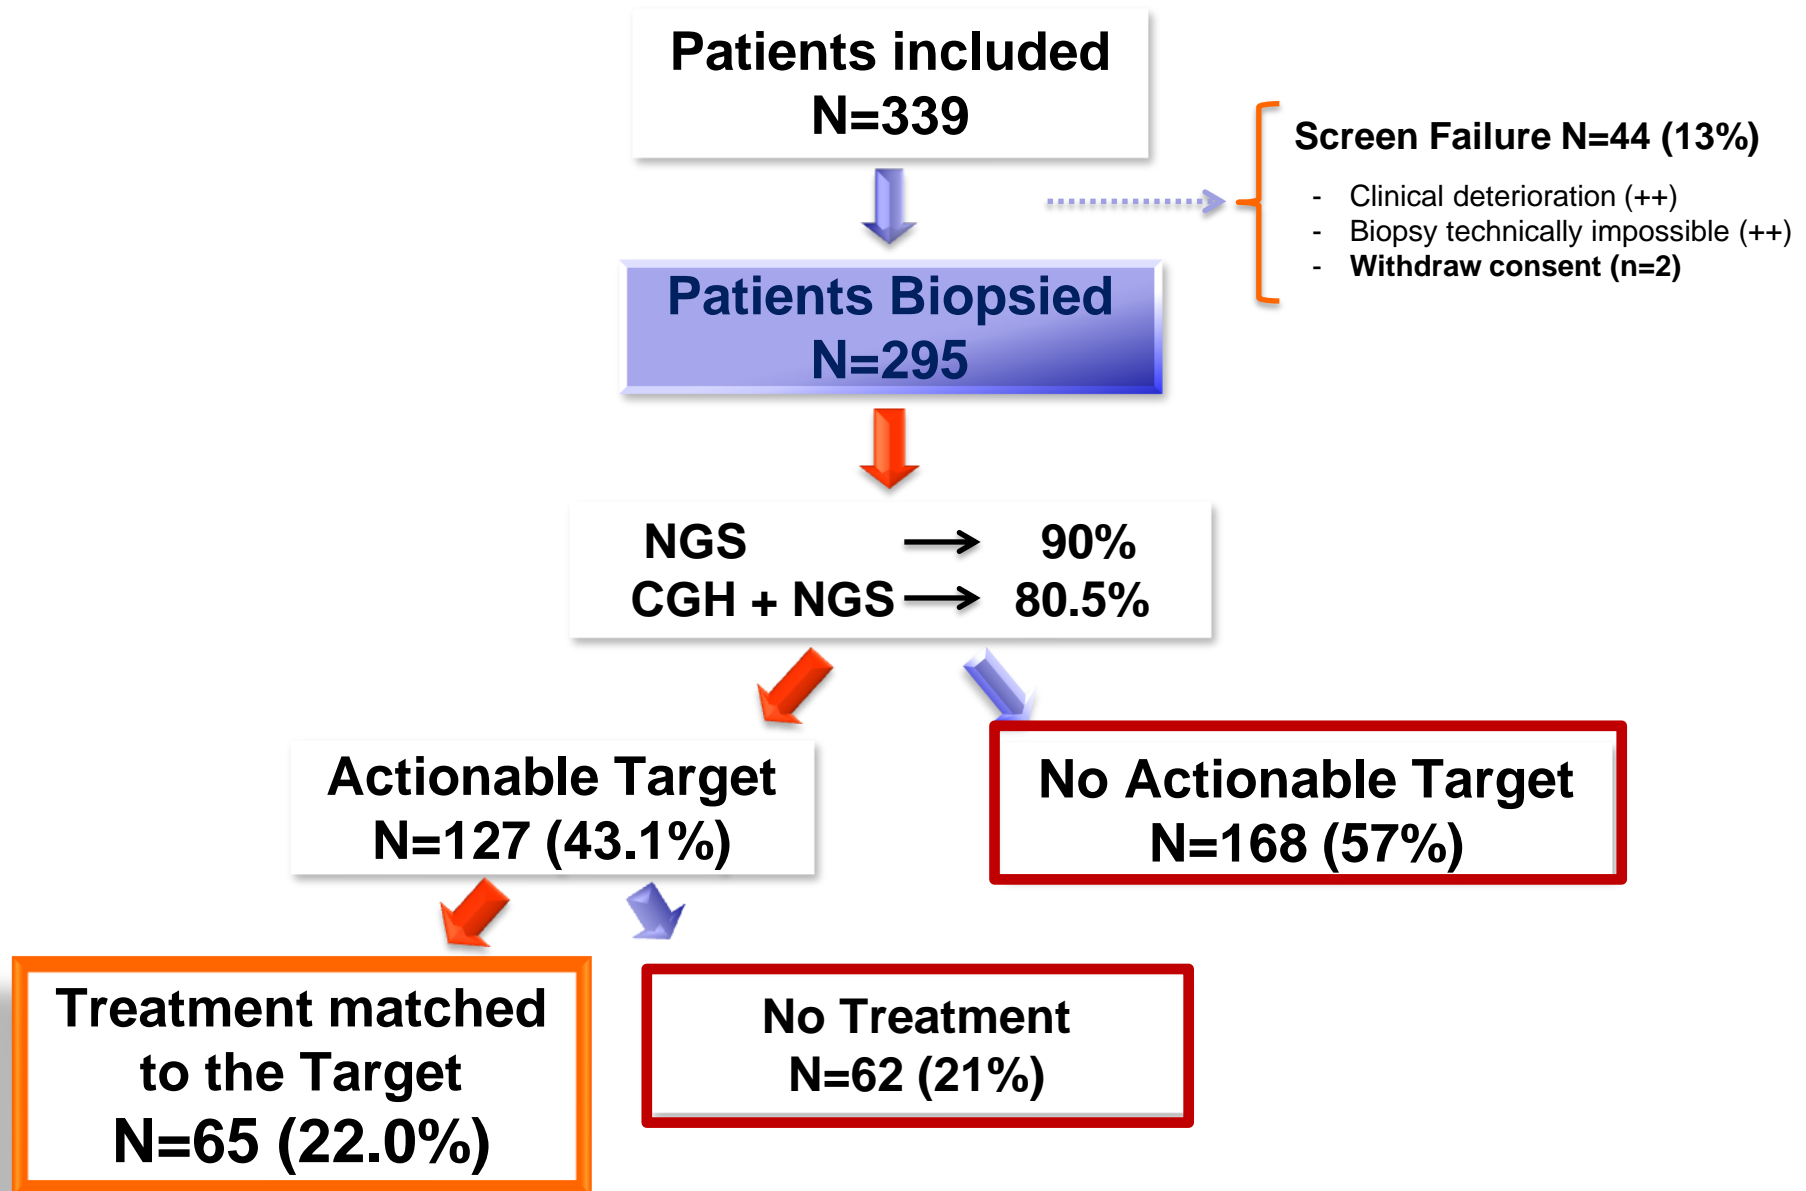 Patients included
N=339
Screen Failure N=44 (13%)
- Clinical deterioration (++)
- Biopsy technically impossible (++)
- Withdraw consent (n=2)
Patients Biopsied
N=295
NGS → 90%
CGH + NGS → 80.5%
Actionable Target
N=127 (43.1%)
No Actionable Target
N=168 (57%)
Treatment matched
to the Target
N=65 (22.0%)
No Treatment
N=62 (21%)